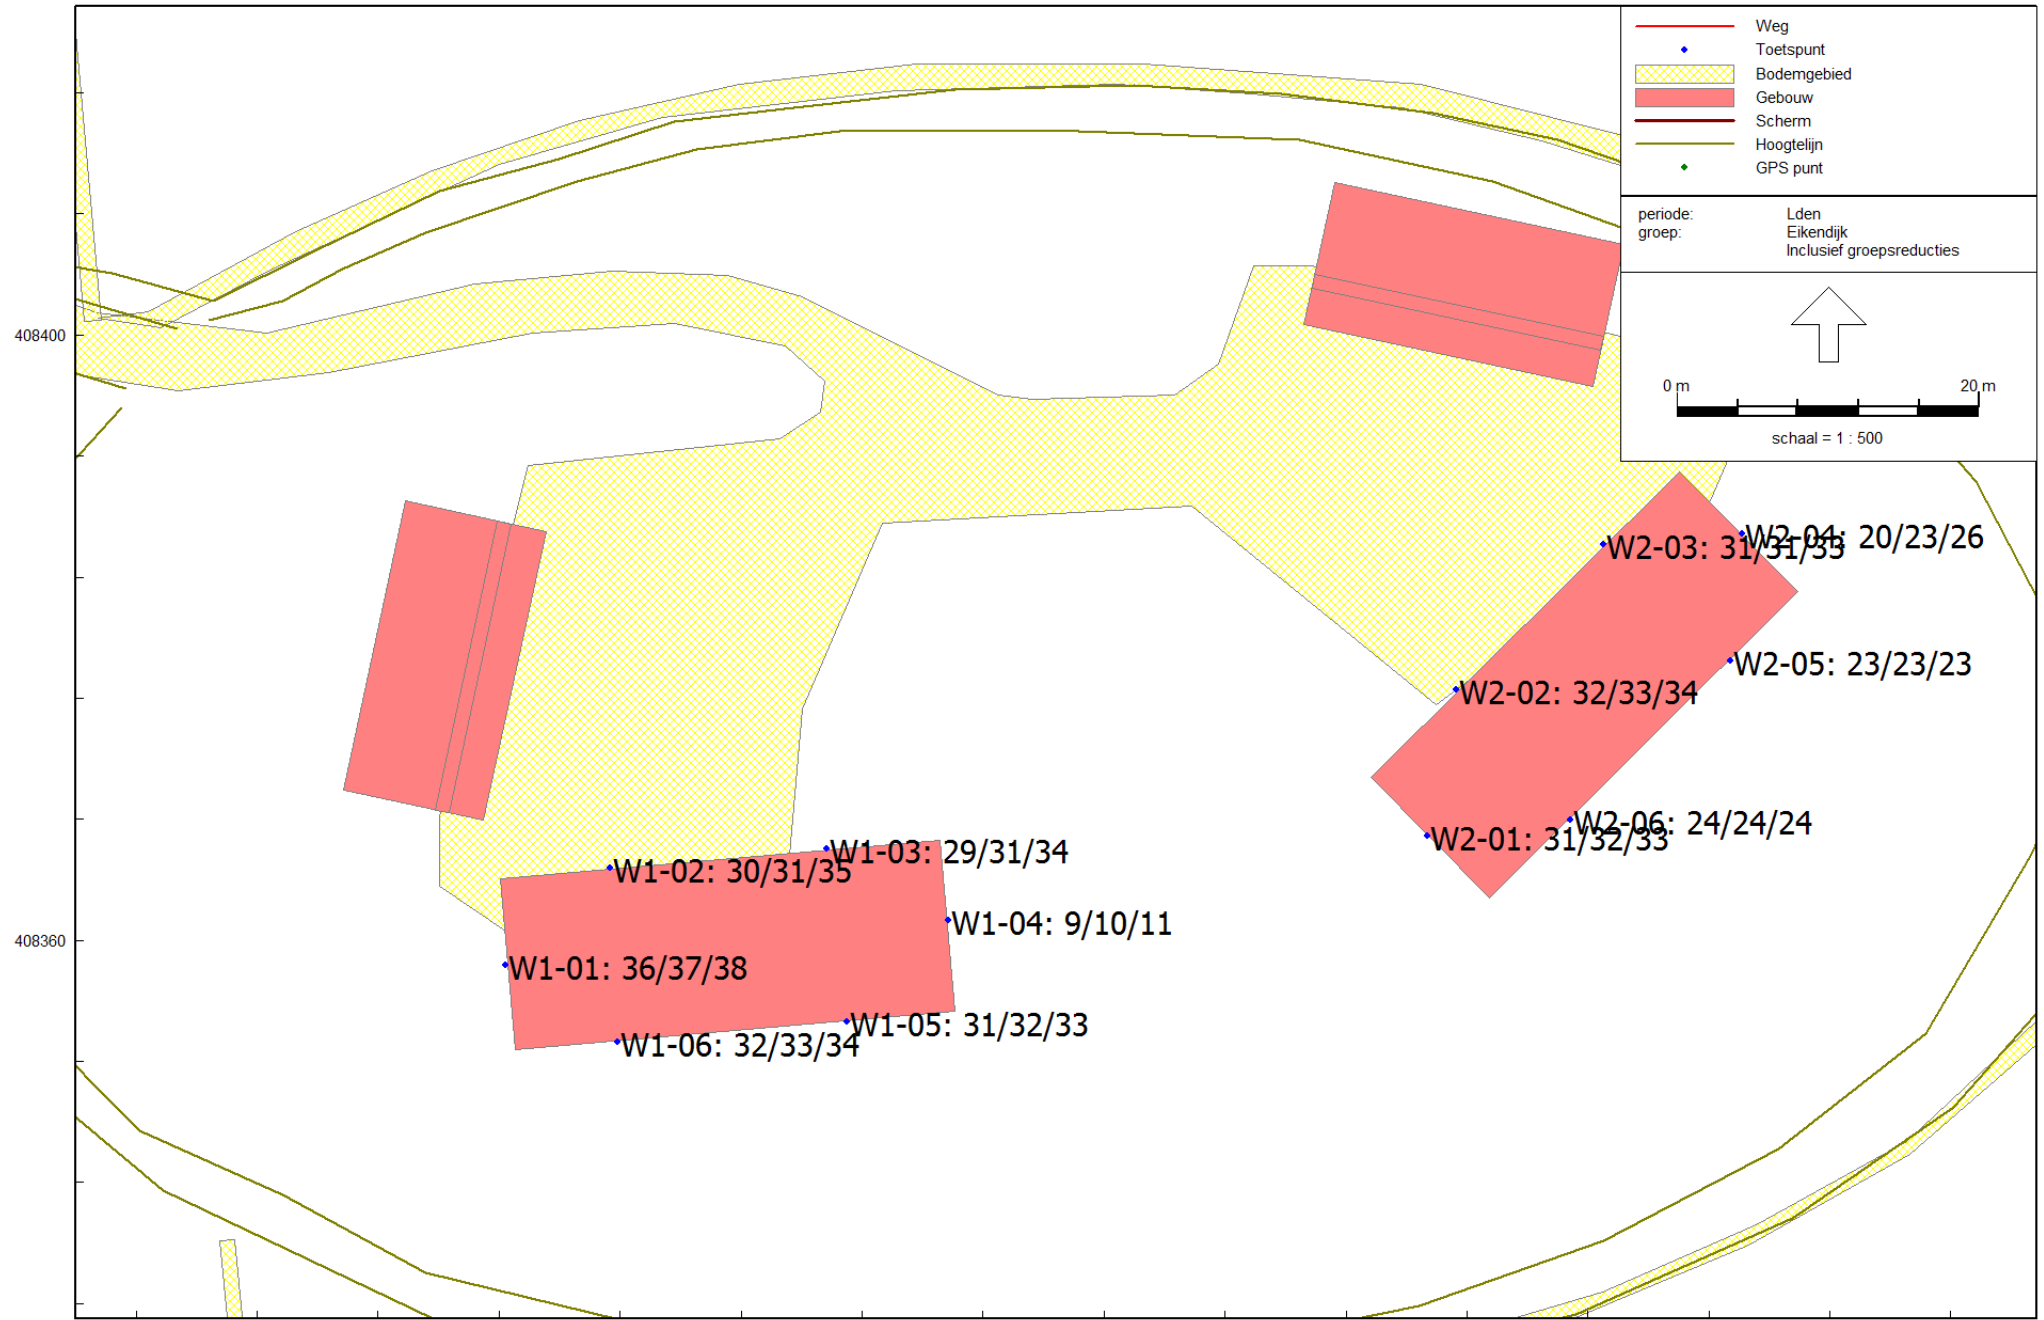 Weg
Toetspunt
Bodemgebied
Gebouw
Scherm
Hoogtelijn
GPS punt
periode: Lden
groep: Eikendijk
Inclusief groepsreducties
0 m 20 m
schaal = 1 : 500
408400
408360
W2-04: 20/23/26
W2-03: 31/31/33
W2-05: 23/23/23
W2-02: 32/33/34
W2-06: 24/24/24
W2-01: 31/32/33
W1-03: 29/31/34
W1-02: 30/31/35
W1-04: 9/10/11
W1-01: 36/37/38
W1-05: 31/32/33
W1-06: 32/33/34